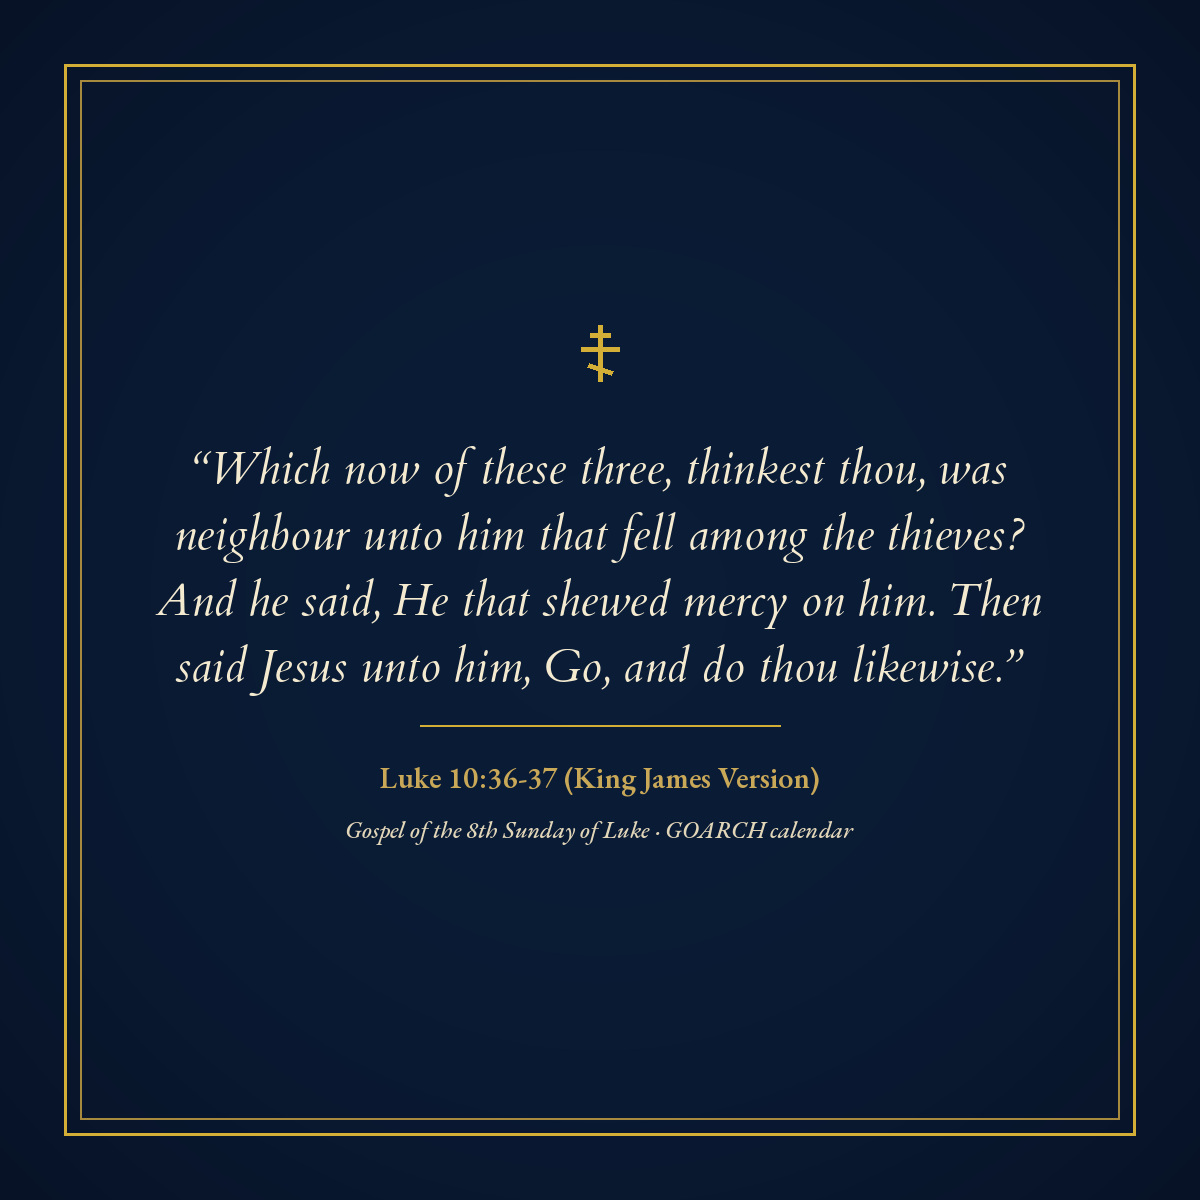 “Which now of these three, thinkest thou, was
neighbour unto him that fell among the thieves?
And he said, He that shewed mercy on him. Then
said Jesus unto him, Go, and do thou likewise.”
Luke 10:36-37 (King James Version)
Gospel of the 8th Sunday of Luke · GOARCH calendar